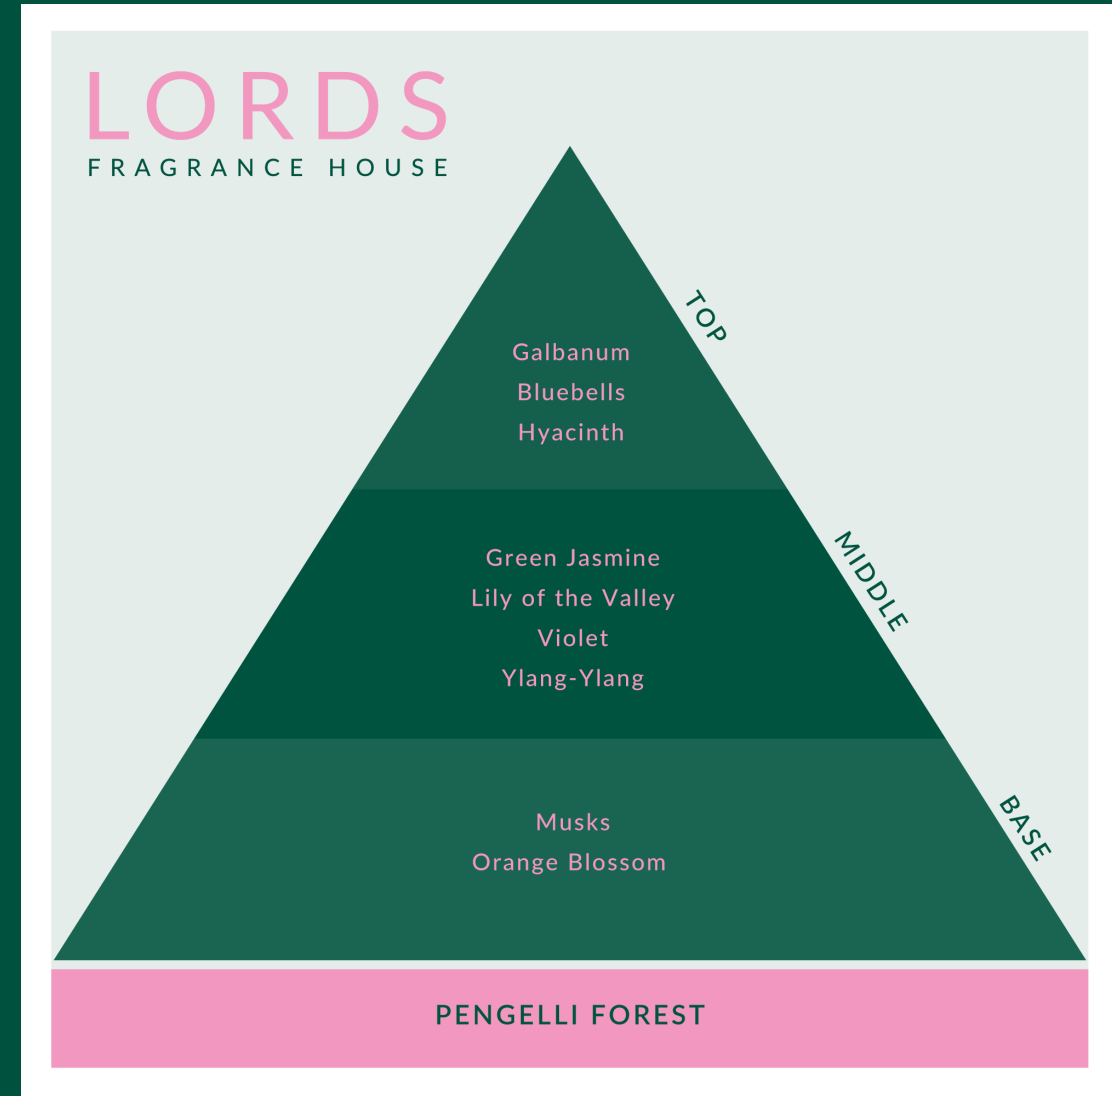 LORDS
FRAGRANCE HOUSE
TOP
Galbanum
Bluebells
Hyacinth
MIDDLE
Green Jasmine
Lily of the Valley
Violet
Ylang-Ylang
BASE
Musks
Orange Blossom
PENGELLI FOREST